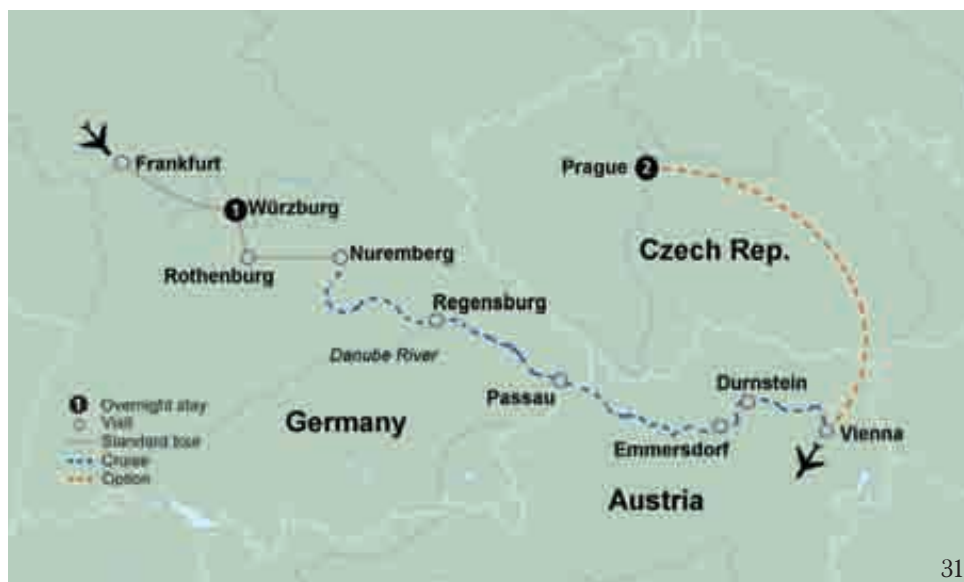 Frankfurt
Prague 2
1 Würzburg
Czech Rep.
Rothenburg
Nuremberg
Regensburg
Danube River
Passau
Durnstein
Germany
Emmersdorf
Vienna
Austria
1 Overnight stay
Visit
Standard tour
Cruise
Option
31